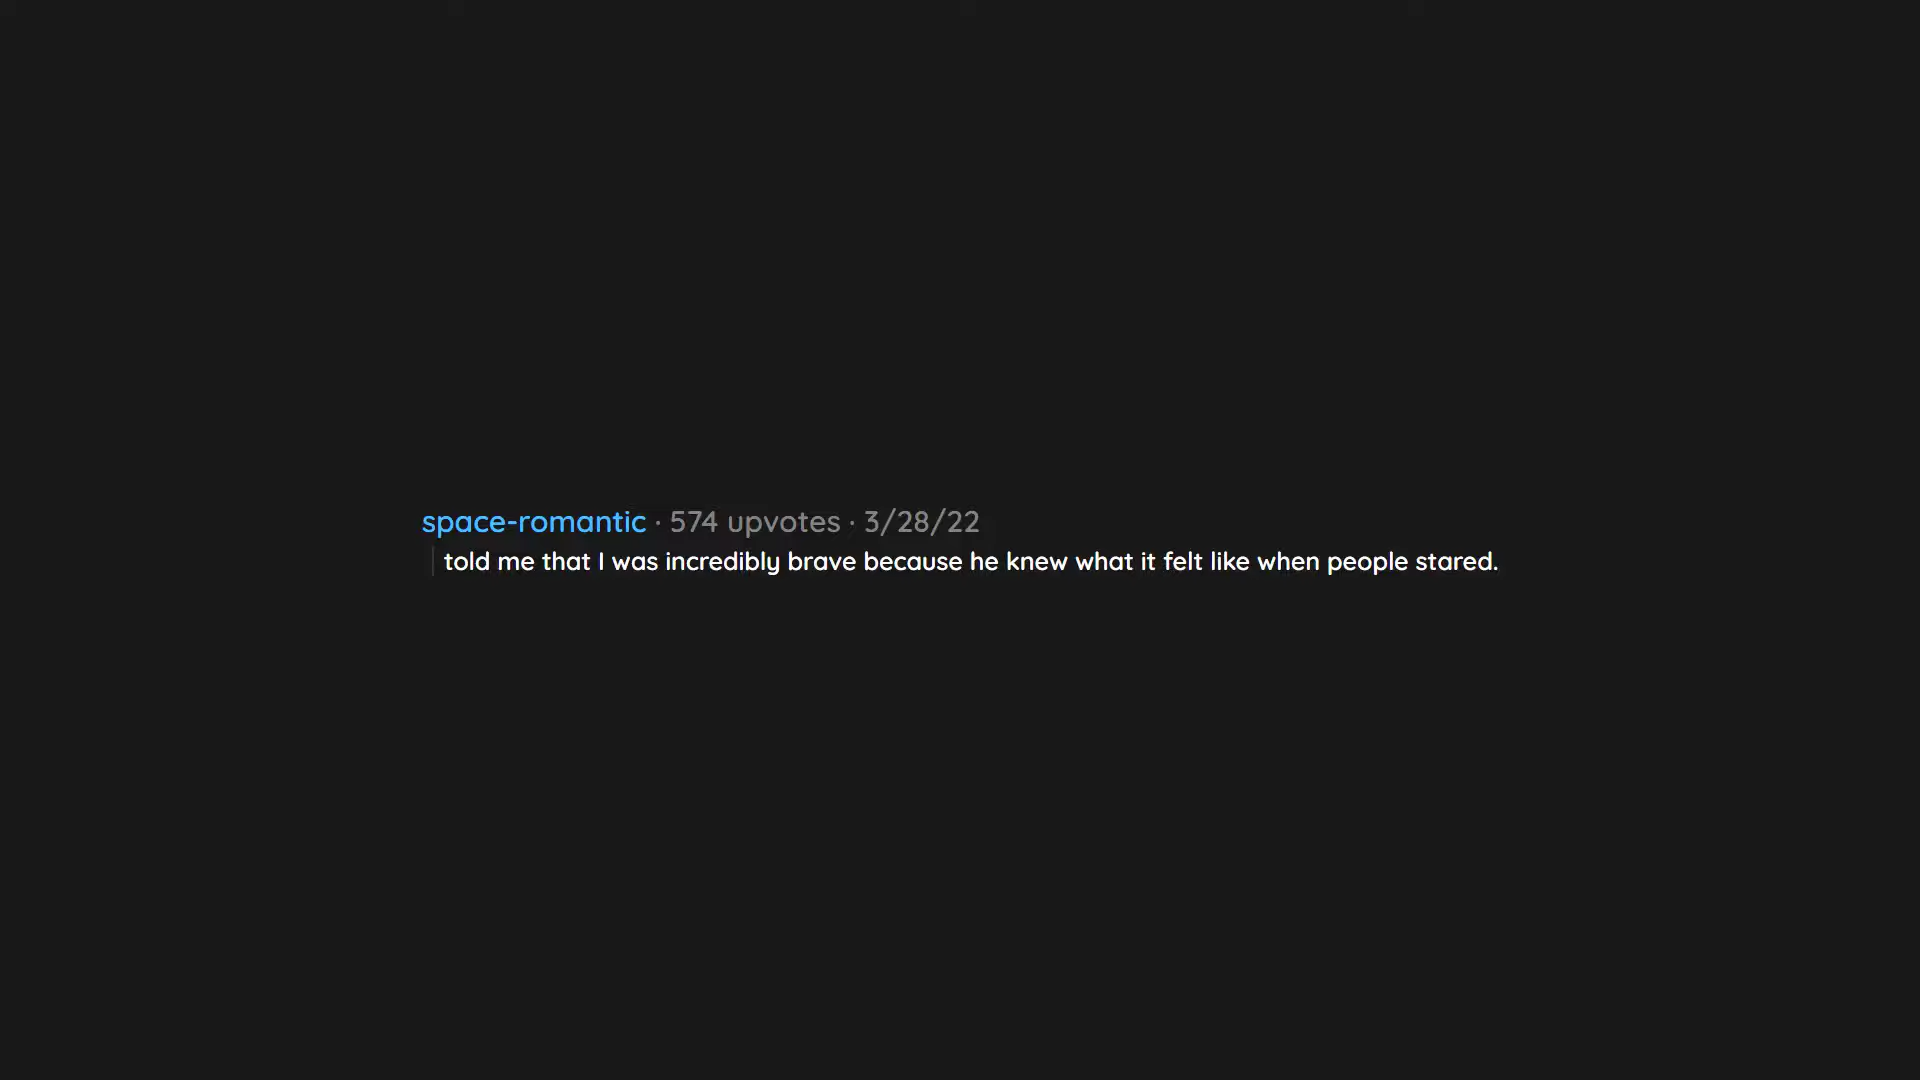 space-romantic · 574 upvotes · 3/28/22
told me that I was incredibly brave because he knew what it felt like when people stared.